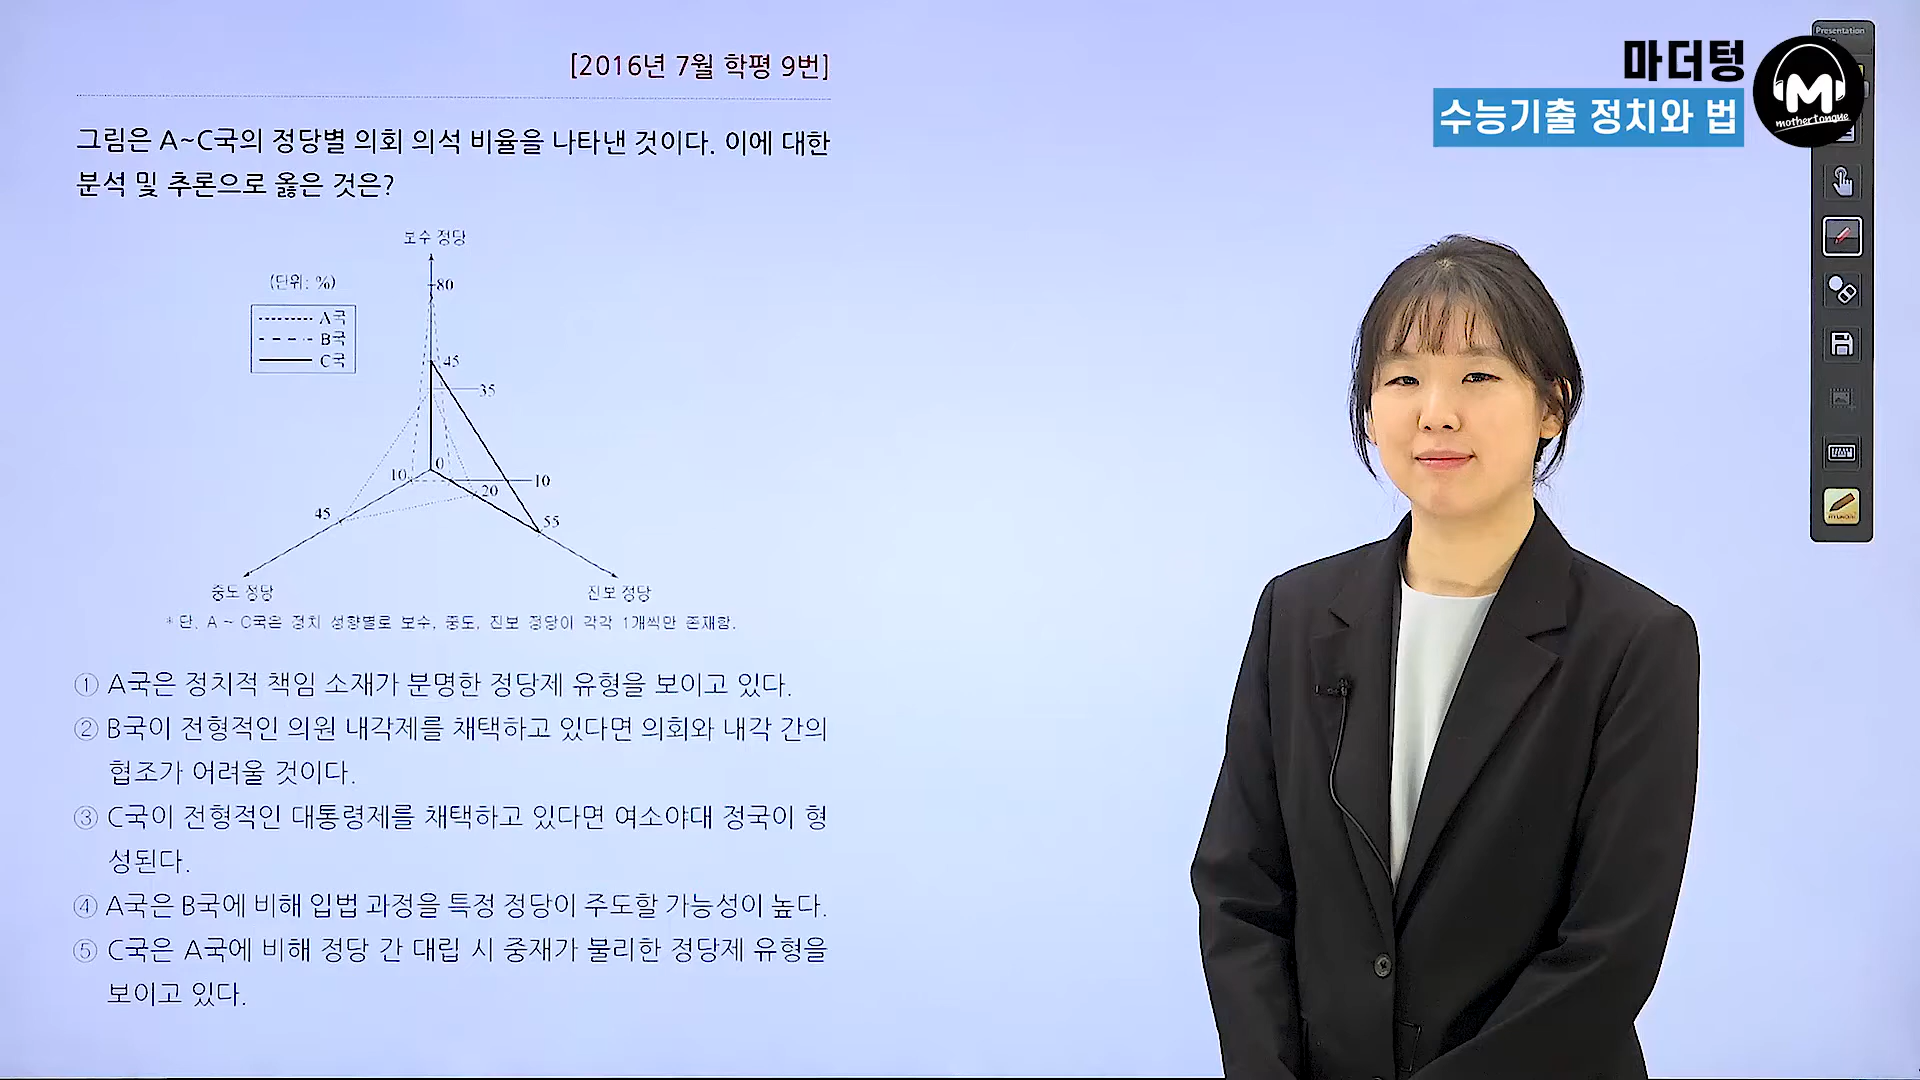 [2016년 7월 학평 9번]
마더텅
수능기출 정치와 법
mothertongue
Presentation
그림은 A~C국의 정당별 의회 의석 비율을 나타낸 것이다. 이에 대한
분석 및 추론으로 옳은 것은?
보수 정당
(단위: %)
80
A국
B국
C국
45
35
0
10
10
20
45
55
중도 정당
진보 정당
* 단, A ~ C국은 정치 성향별로 보수, 중도, 진보 정당이 각각 1개씩만 존재함.
① A국은 정치적 책임 소재가 분명한 정당제 유형을 보이고 있다.
② B국이 전형적인 의원 내각제를 채택하고 있다면 의회와 내각 간의
협조가 어려울 것이다.
③ C국이 전형적인 대통령제를 채택하고 있다면 여소야대 정국이 형
성된다.
④ A국은 B국에 비해 입법 과정을 특정 정당이 주도할 가능성이 높다.
⑤ C국은 A국에 비해 정당 간 대립 시 중재가 불리한 정당제 유형을
보이고 있다.